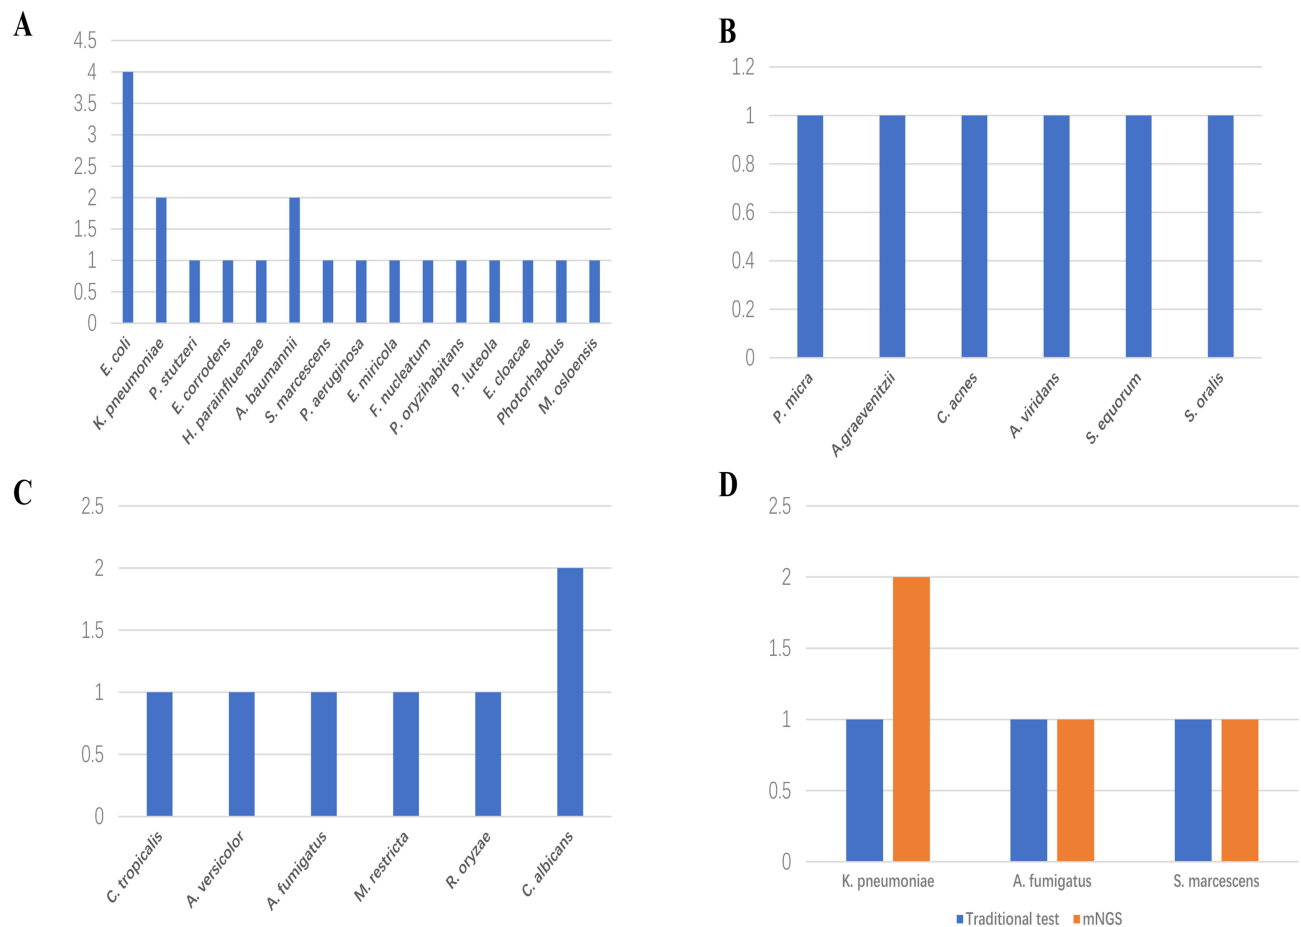 A
4.5
4
3.5
3
2.5
2
1.5
1
0.5
0
E. coli
K. pneumoniae
P. stutzeri
E. corrodens
H. parainfluenzae
A. baumannii
S. marcescens
P. aeruginosa
E. miricola
F. nucleatum
P. oryzihabitans
P. luteola
E. cloacae
Photorhabdus
M. osloensis
B
1.2
1
0.8
0.6
0.4
0.2
0
P. micra
A.graevenitzii
C. acnes
A. viridans
S. equorum
S. oralis
C
2.5
2
1.5
1
0.5
0
C. tropicalis
A. versicolor
A. fumigatus
M. restricta
R. oryzae
C. albicans
D
2.5
2
1.5
1
0.5
0
K. pneumoniae
A. fumigatus
S. marcescens
Traditional test
mNGS